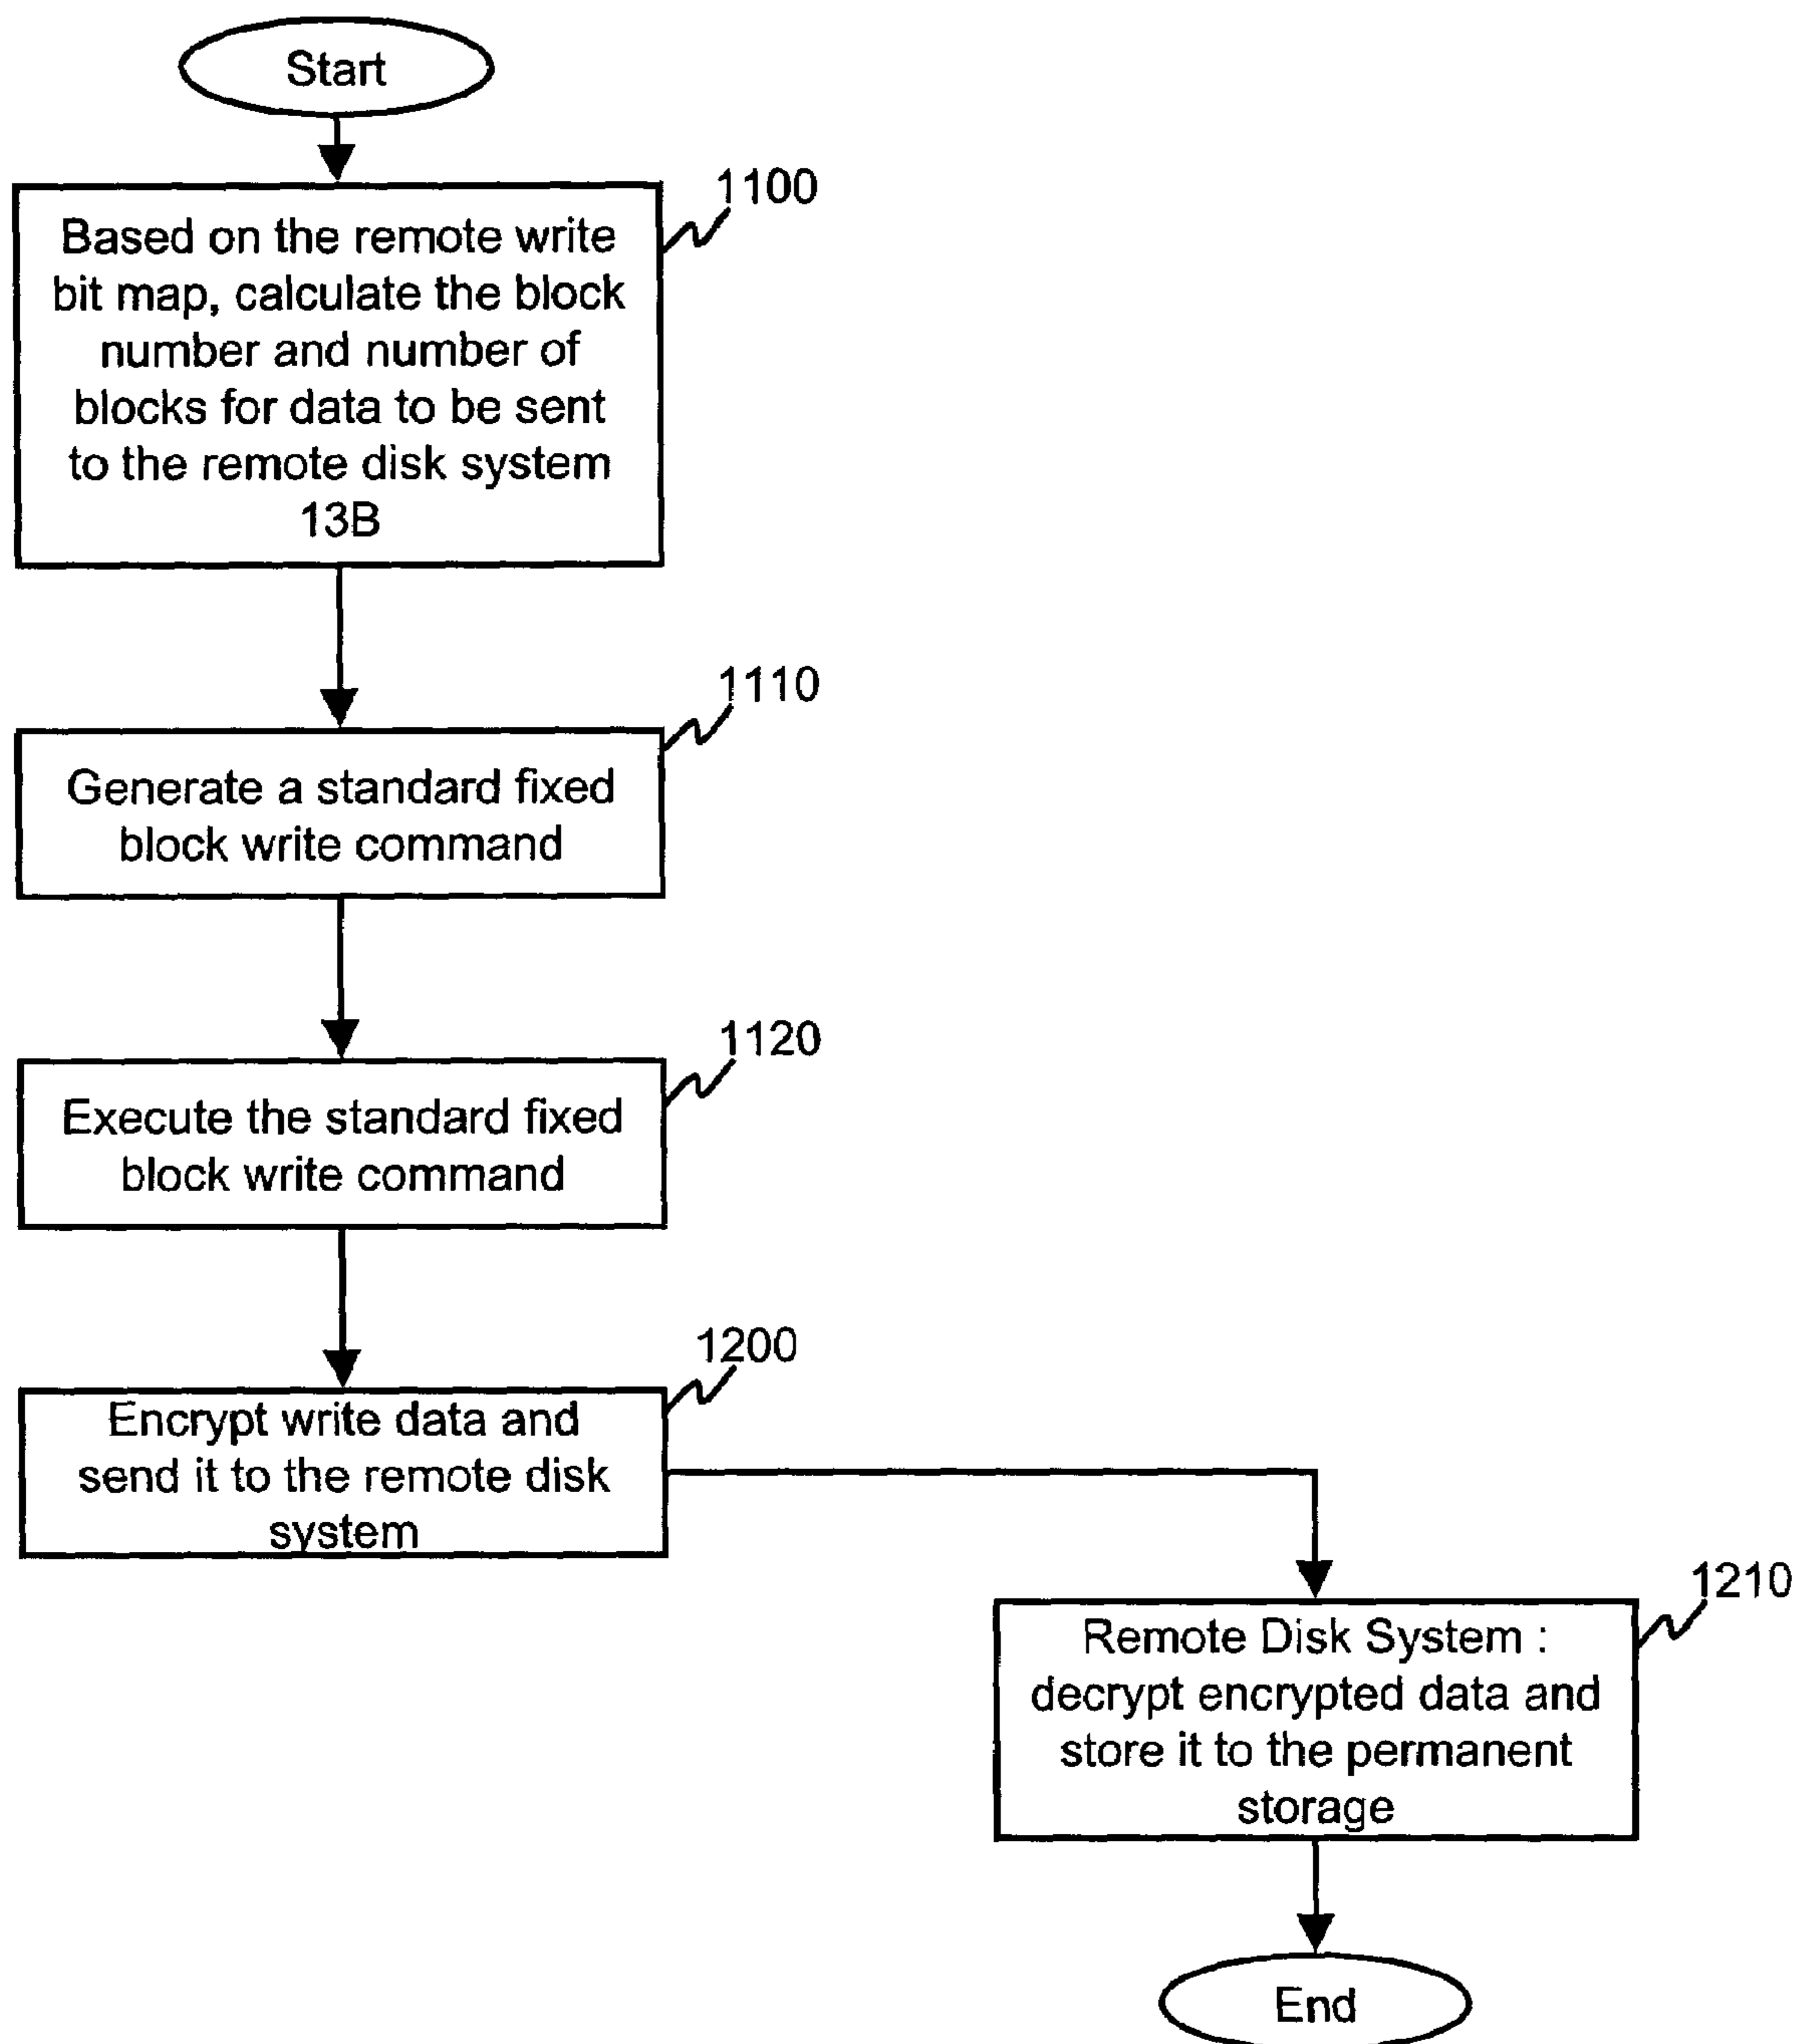 Start
1100
Based on the remote write
bit map, calculate the block
number and number of
blocks for data to be sent
to the remote disk system
13B
1110
Generate a standard fixed
block write command
1120
Execute the standard fixed
block write command
1200
Encrypt write data and
send it to the remote disk
system
1210
Remote Disk System :
decrypt encrypted data and
store it to the permanent
storage
End